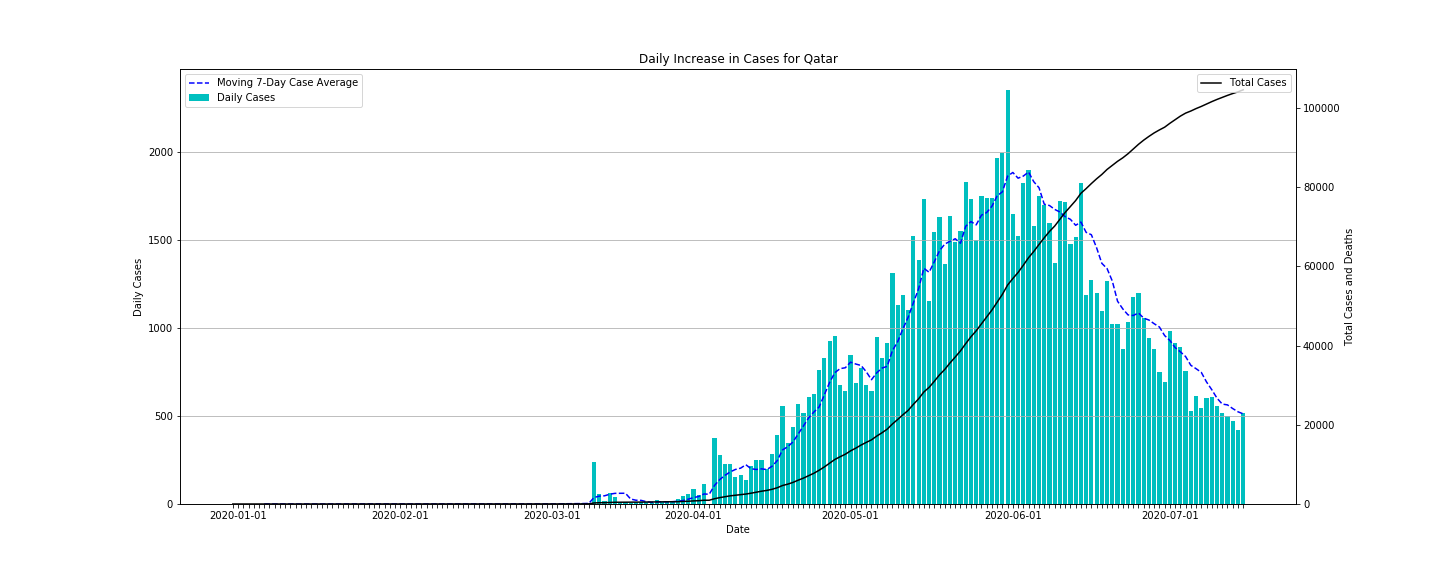 Daily Increase in Cases for Qatar
Moving 7-Day Case Average
Daily Cases
Total Cases
Daily Cases
2000
1500
1000
500
0
100000
80000
60000
40000
20000
0
Total Cases and Deaths
2020-01-01
2020-02-01
2020-03-01
2020-04-01
2020-05-01
2020-06-01
2020-07-01
Date